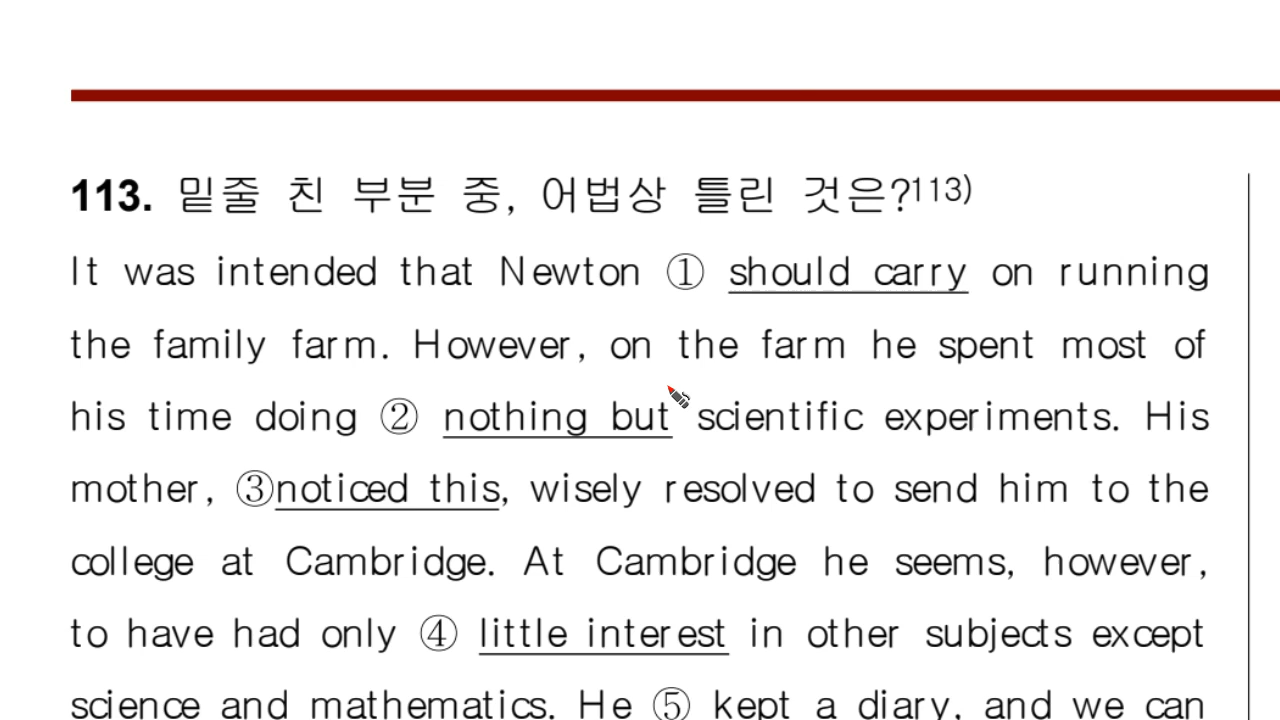 113. 밑줄 친 부분 중, 어법상 틀린 것은?113)
It was intended that Newton ① should carry on running
the family farm. However, on the farm he spent most of
his time doing ② nothing but scientific experiments. His
mother, ③noticed this, wisely resolved to send him to the
college at Cambridge. At Cambridge he seems, however,
to have had only ④ little interest in other subjects except
science and mathematics. He ⑤ kept a diary, and we can